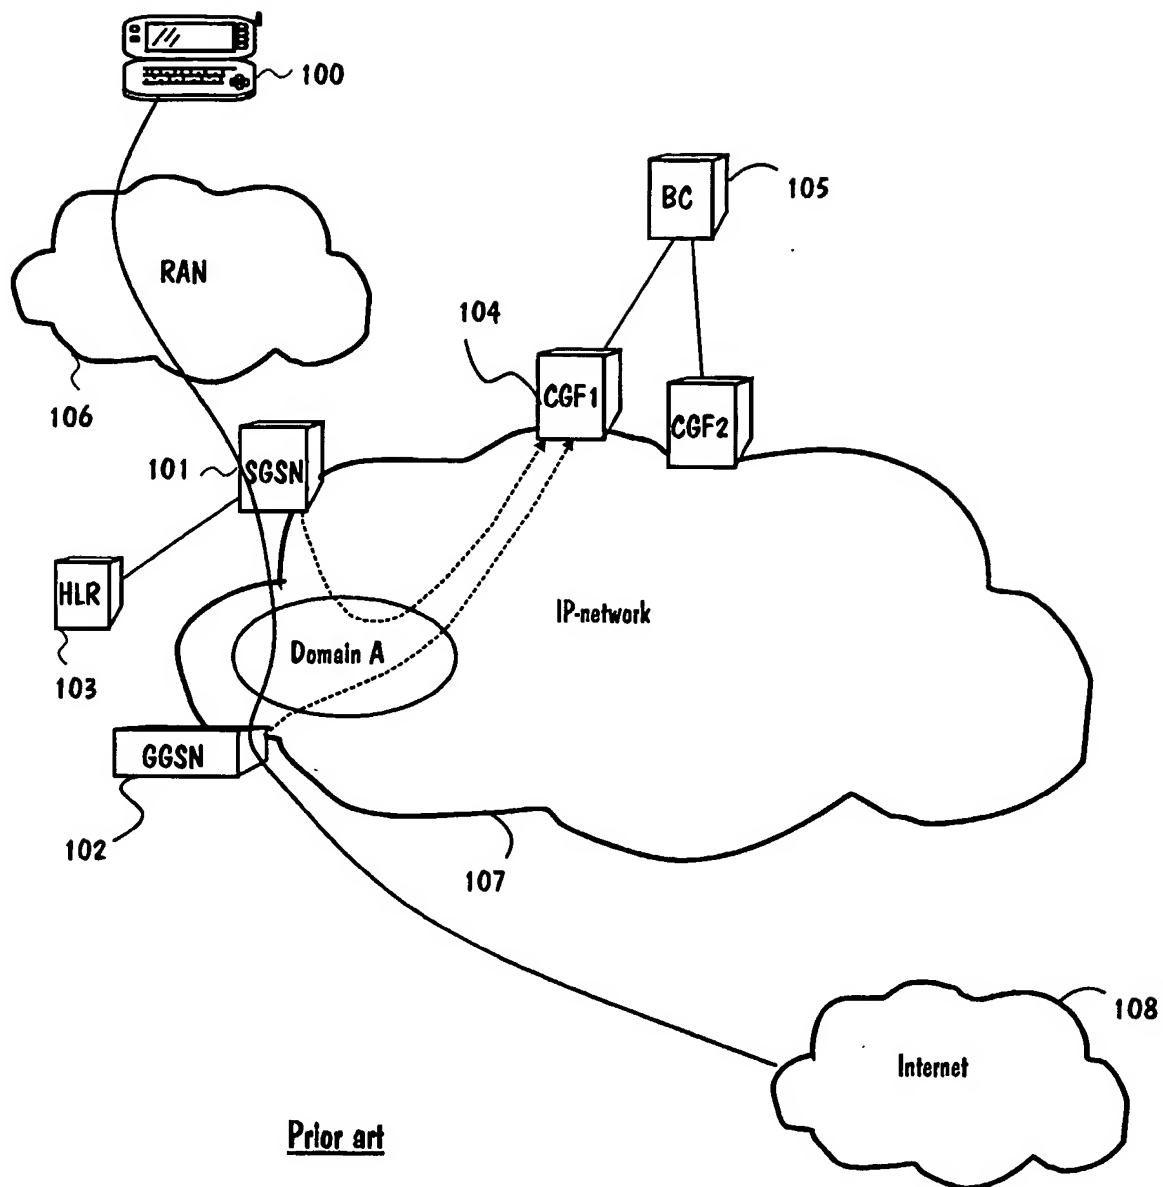 100
BC
105
RAN
104
CGF1
106
CGF2
101
SGSN
HLR
IP-network
Domain A
103
GGSN
102
107
108
Internet
Prior art